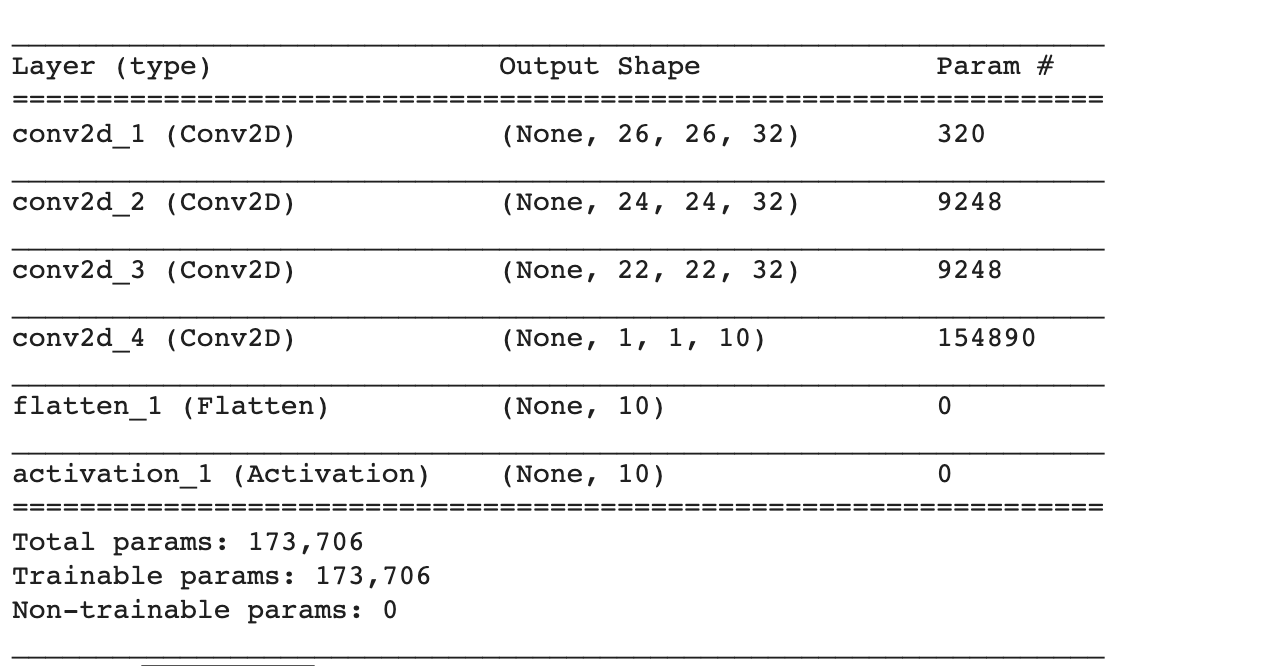 Layer (type) Output Shape Param #
=================================================================
conv2d_1 (Conv2D) (None, 26, 26, 32) 320
conv2d_2 (Conv2D) (None, 24, 24, 32) 9248
conv2d_3 (Conv2D) (None, 22, 22, 32) 9248
conv2d_4 (Conv2D) (None, 1, 1, 10) 154890
flatten_1 (Flatten) (None, 10) 0
activation_1 (Activation) (None, 10) 0
=================================================================
Total params: 173,706
Trainable params: 173,706
Non-trainable params: 0